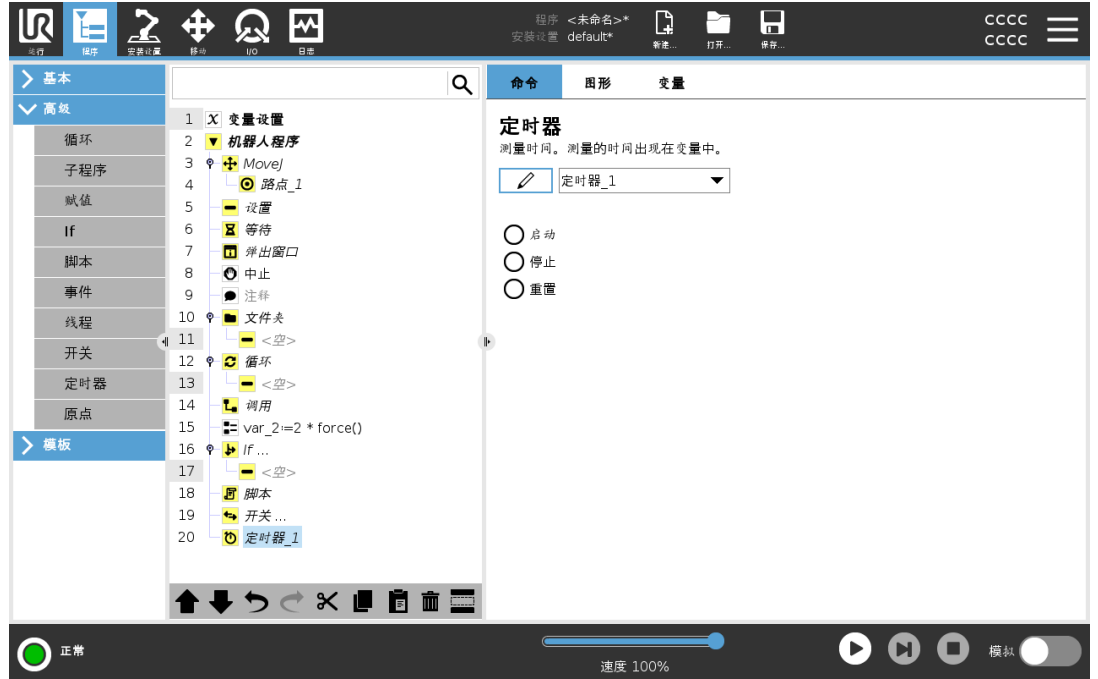 UR
运行
程序
安装设置
移动
I/O
日志
程序 <未命名>*
安装设置 default*
新建...
打开...
保存...
CCCC
CCCC
基本
高级
循环
子程序
赋值
If
脚本
事件
线程
开关
定时器
原点
模板
1 X 变量设置
2 机器人程序
3 MoveJ
4 路点_1
5 设置
6 等待
7 弹出窗口
8 中止
9 注释
10 文件夹
11 <空>
12 循环
13 <空>
14 调用
15 var_2≔2 * force()
16 If ...
17 <空>
18 脚本
19 开关 ...
20 定时器_1
命令 图形 变量
定时器
测量时间。测量的时间出现在变量中。
定时器_1
启动
停止
重置
正常
速度 100%
模拟